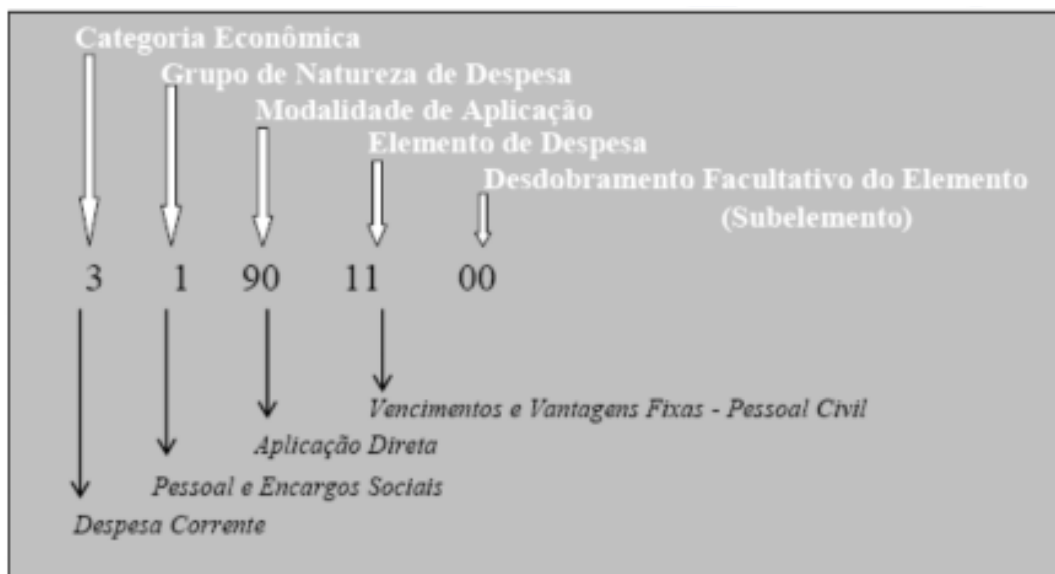 Categoria Econômica
Grupo de Natureza de Despesa
Modalidade de Aplicação
Elemento de Despesa
Desdobramento Facultativo do Elemento
(Subelemento)
3 1 90 11 00
Vencimentos e Vantagens Fixas - Pessoal Civil
Aplicação Direta
Pessoal e Encargos Sociais
Despesa Corrente